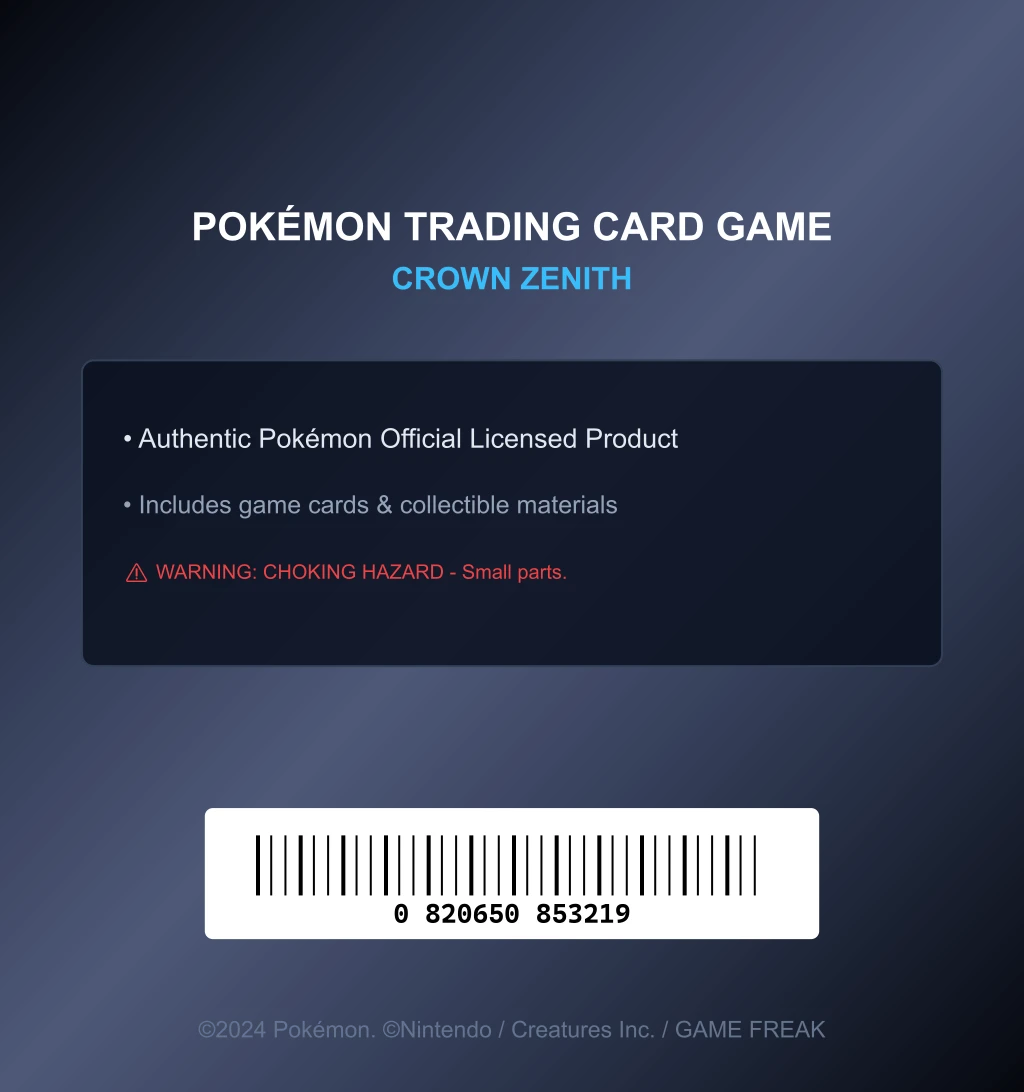 POKÉMON TRADING CARD GAME
CROWN ZENITH
• Authentic Pokémon Official Licensed Product
• Includes game cards & collectible materials
⚠ WARNING: CHOKING HAZARD - Small parts.
0 820650 853219
©2024 Pokémon. ©Nintendo / Creatures Inc. / GAME FREAK